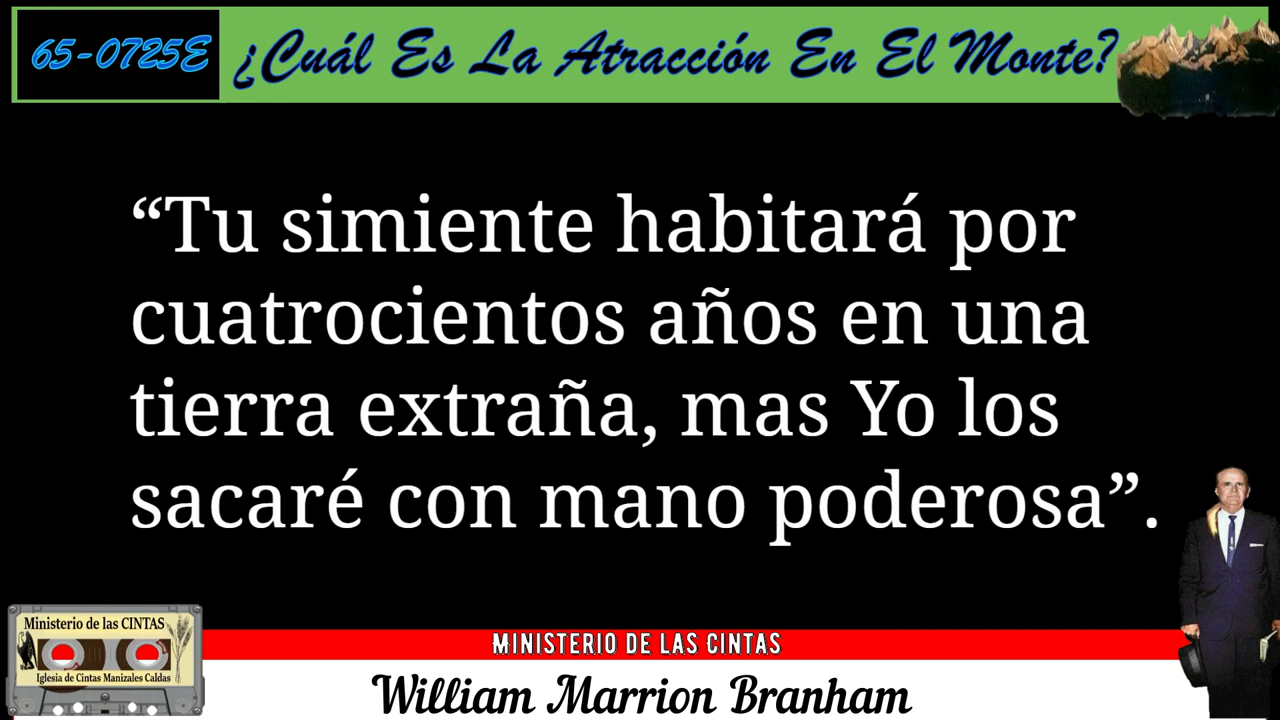 65-0725E ¿Cuál Es La Atracción En El Monte?
“Tu simiente habitará por
cuatrocientos años en una
tierra extraña, mas Yo los
sacaré con mano poderosa”.
Ministerio de las CINTAS
Iglesia de Cintas Manizales Caldas
MINISTERIO DE LAS CINTAS
William Marrion Branham